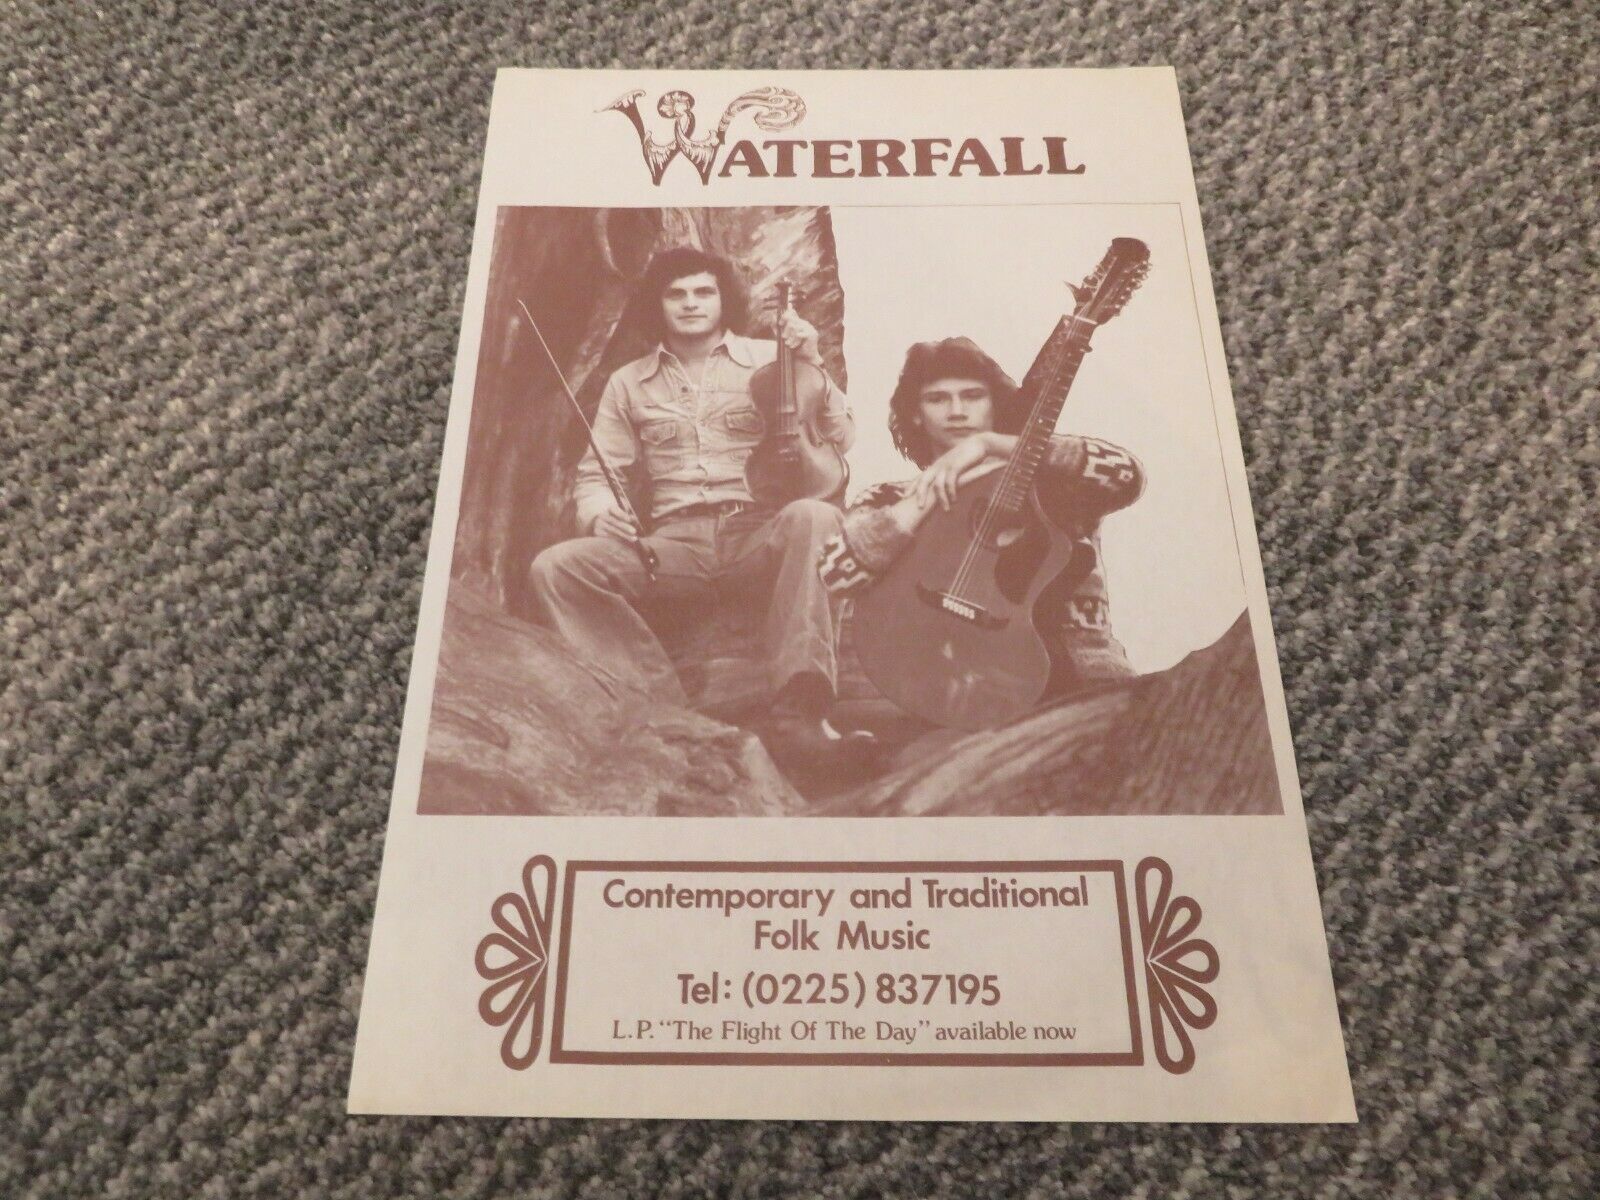 WATERFALL
Contemporary and Traditional
Folk Music
Tel: (0225) 837195
L.P. "The Flight Of The Day" available now